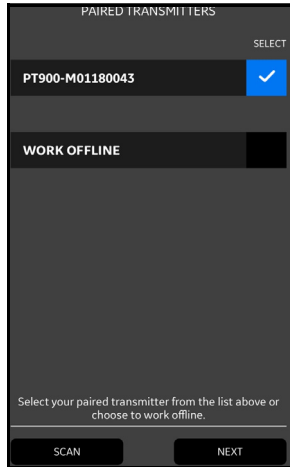 PAIRED TRANSMITTERS
SELECT
PT900-M01180043
WORK OFFLINE
Select your paired transmitter from the list above or
choose to work offline.
SCAN NEXT